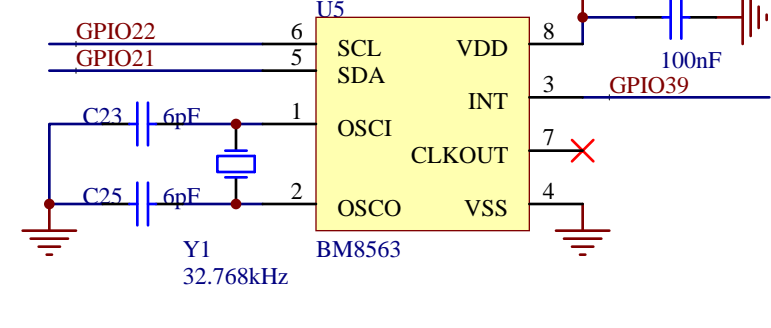 U5
GPIO22 6 SCL VDD 8
GPIO21 5 SDA
100nF
INT 3 GPIO39
C23 6pF 1 OSCI
CLKOUT 7
C25 6pF 2 OSCO VSS 4
Y1 BM8563
32.768kHz